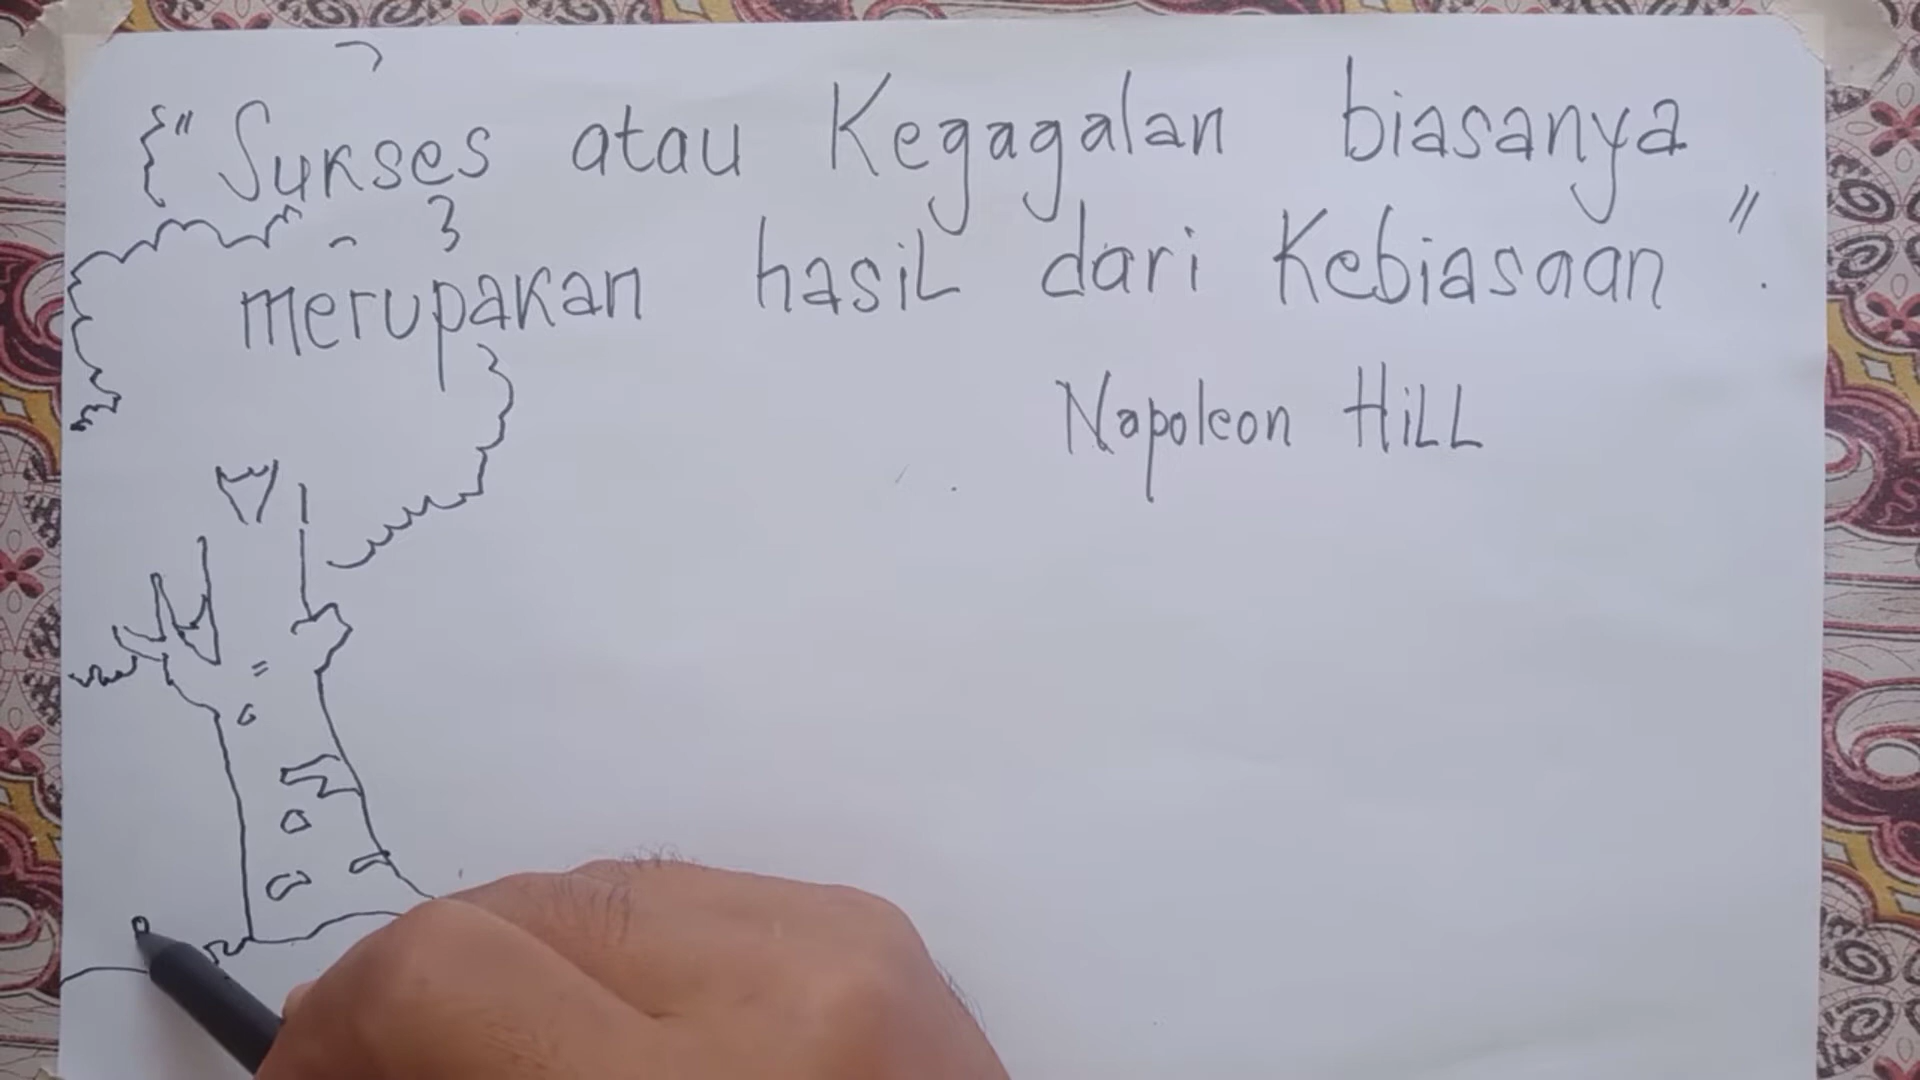 "Sukses atau Kegagalan biasanya
merupakan hasil dari Kebiasaan".
Napoleon Hill